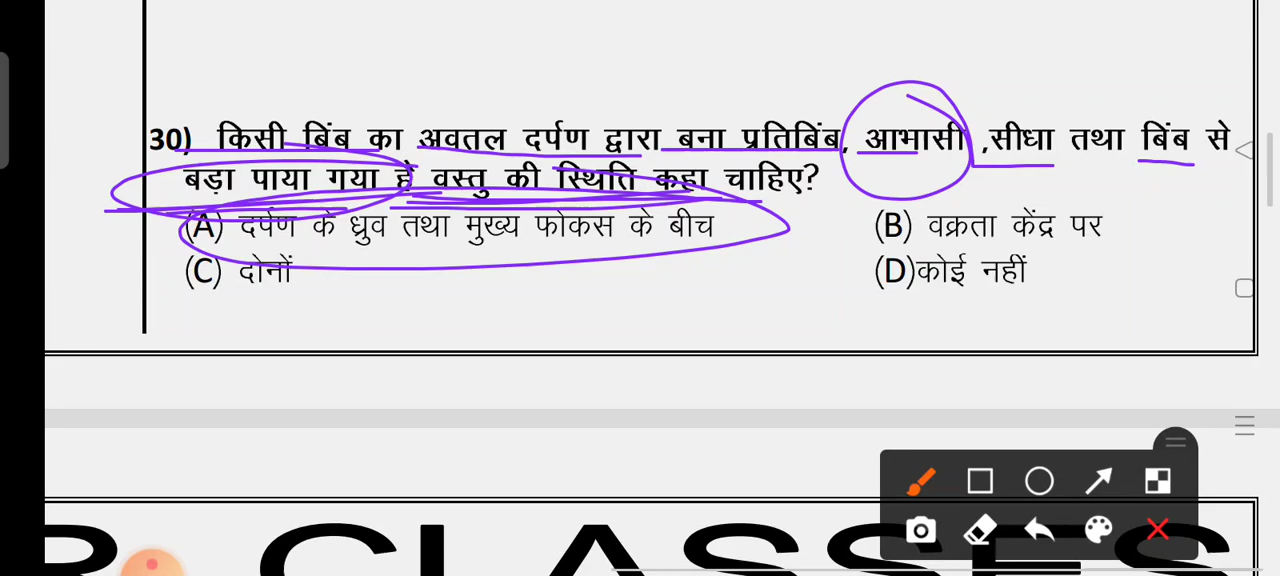 30) किसी बिंब का अवतल दर्पण द्वारा बना प्रतिबिंब, आभासी ,सीधा तथा बिंब से
बड़ा पाया गया है वस्तु की स्थिति कहा चाहिए?
(A) दर्पण के ध्रुव तथा मुख्य फोकस के बीच (B) वक्रता केंद्र पर
(C) दोनों (D)कोई नहीं
CLASSES